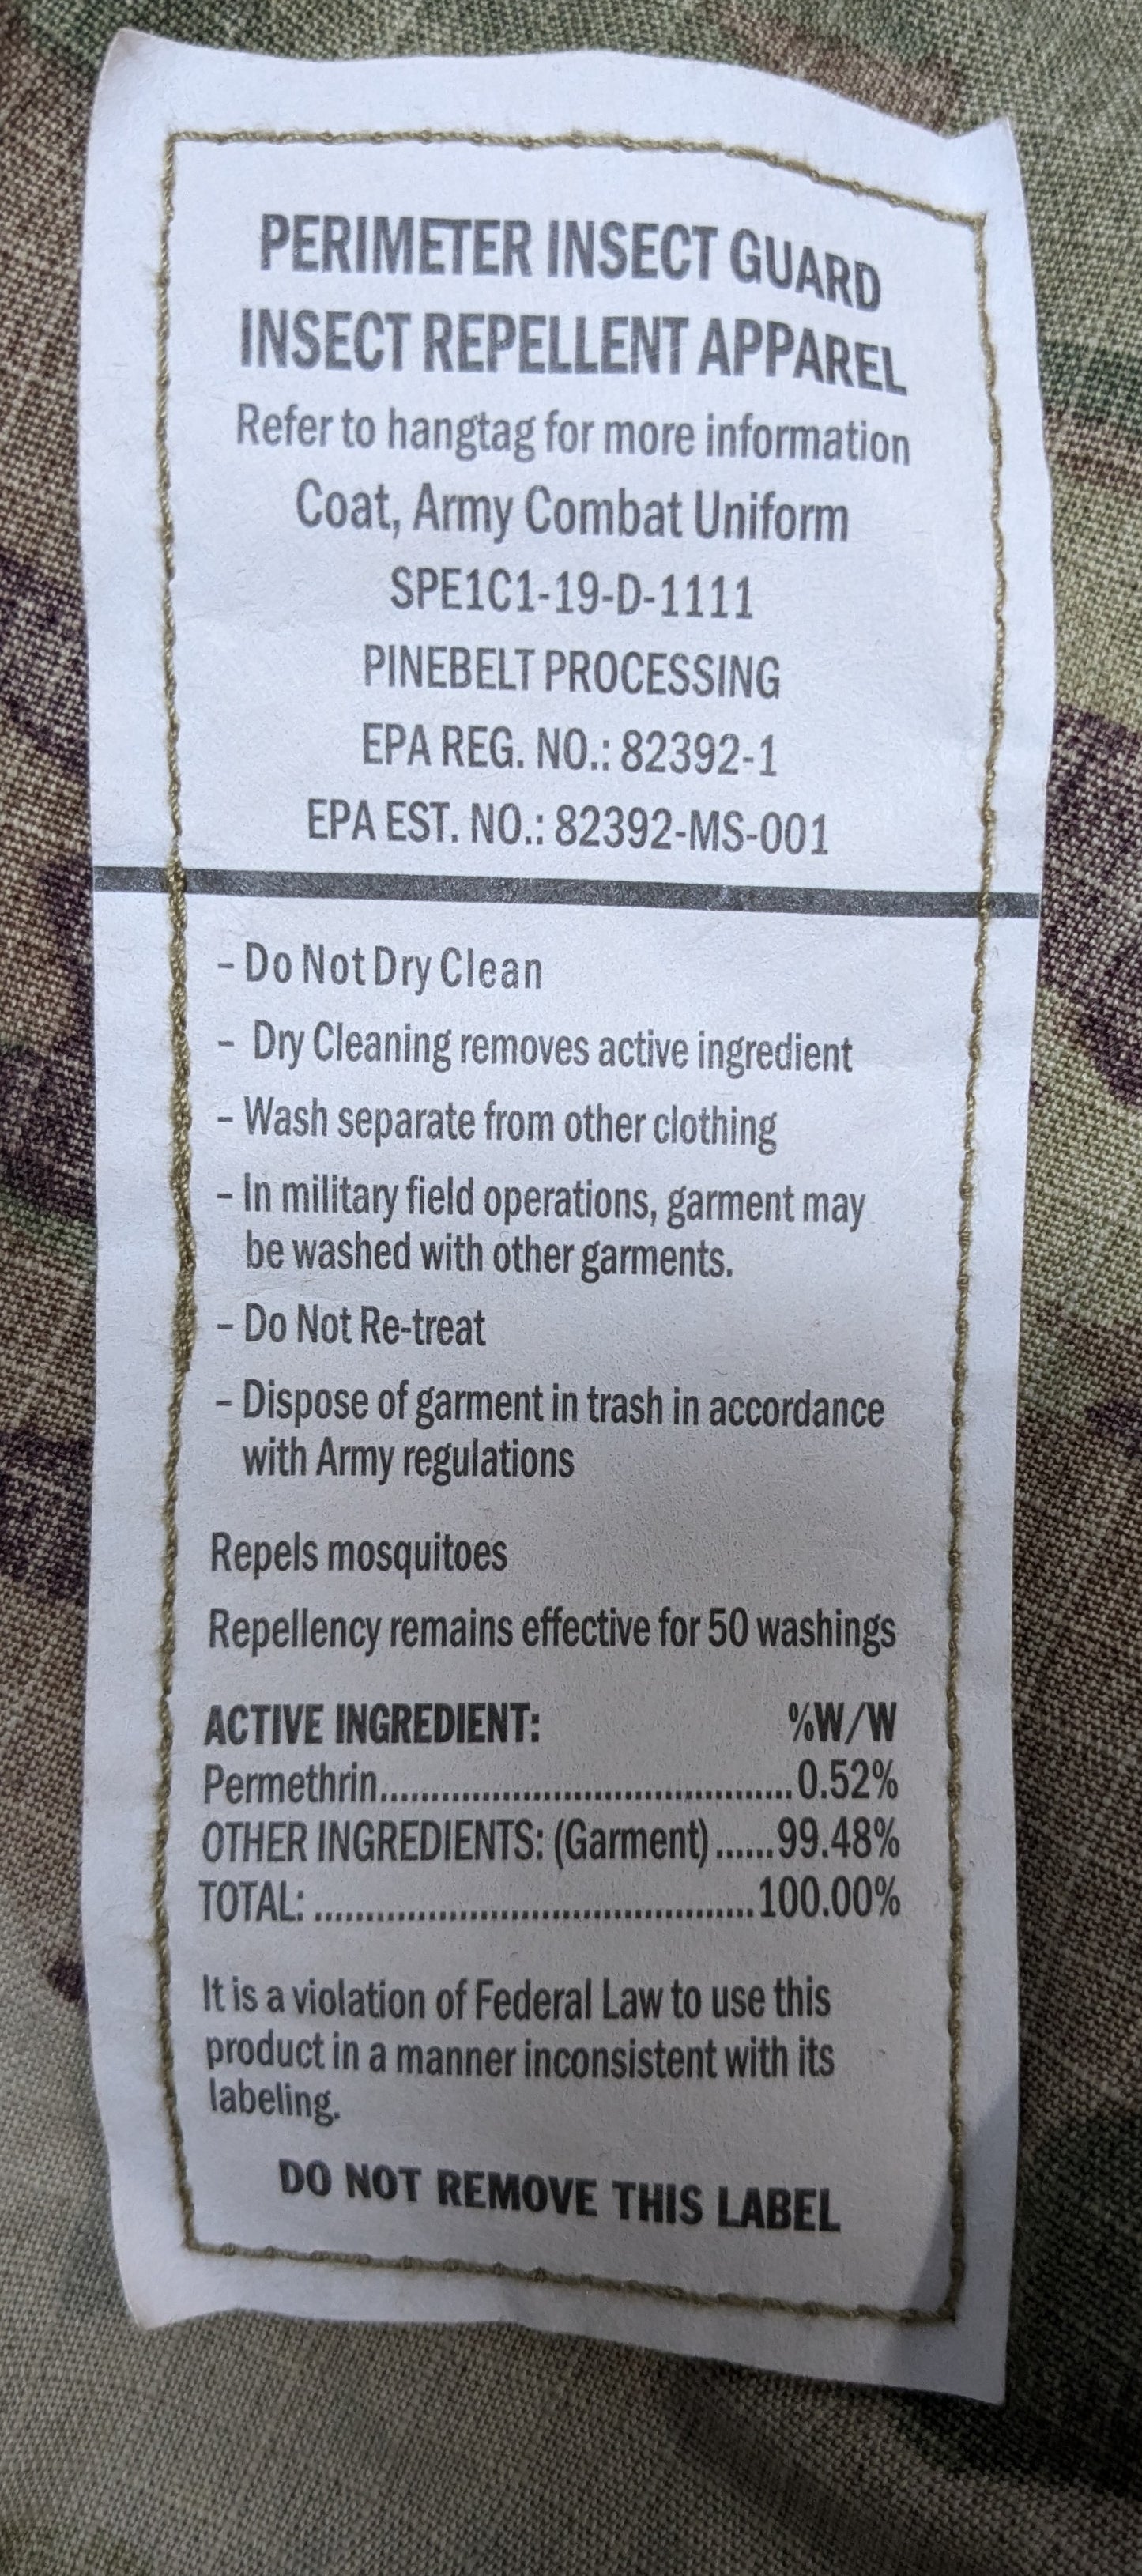 PERIMETER INSECT GUARD
INSECT REPELLENT APPAREL
Refer to hangtag for more information
Coat, Army Combat Uniform
SPE1C1-19-D-1111
PINEBELT PROCESSING
EPA REG. NO.: 82392-1
EPA EST. NO.: 82392-MS-001
– Do Not Dry Clean
– Dry Cleaning removes active ingredient
– Wash separate from other clothing
– In military field operations, garment may
be washed with other garments.
– Do Not Re-treat
– Dispose of garment in trash in accordance
with Army regulations
Repels mosquitoes
Repellency remains effective for 50 washings
ACTIVE INGREDIENT: %W/W
Permethrin........................................0.52%
OTHER INGREDIENTS: (Garment)......99.48%
TOTAL: ...........................................100.00%
It is a violation of Federal Law to use this
product in a manner inconsistent with its
labeling.
DO NOT REMOVE THIS LABEL